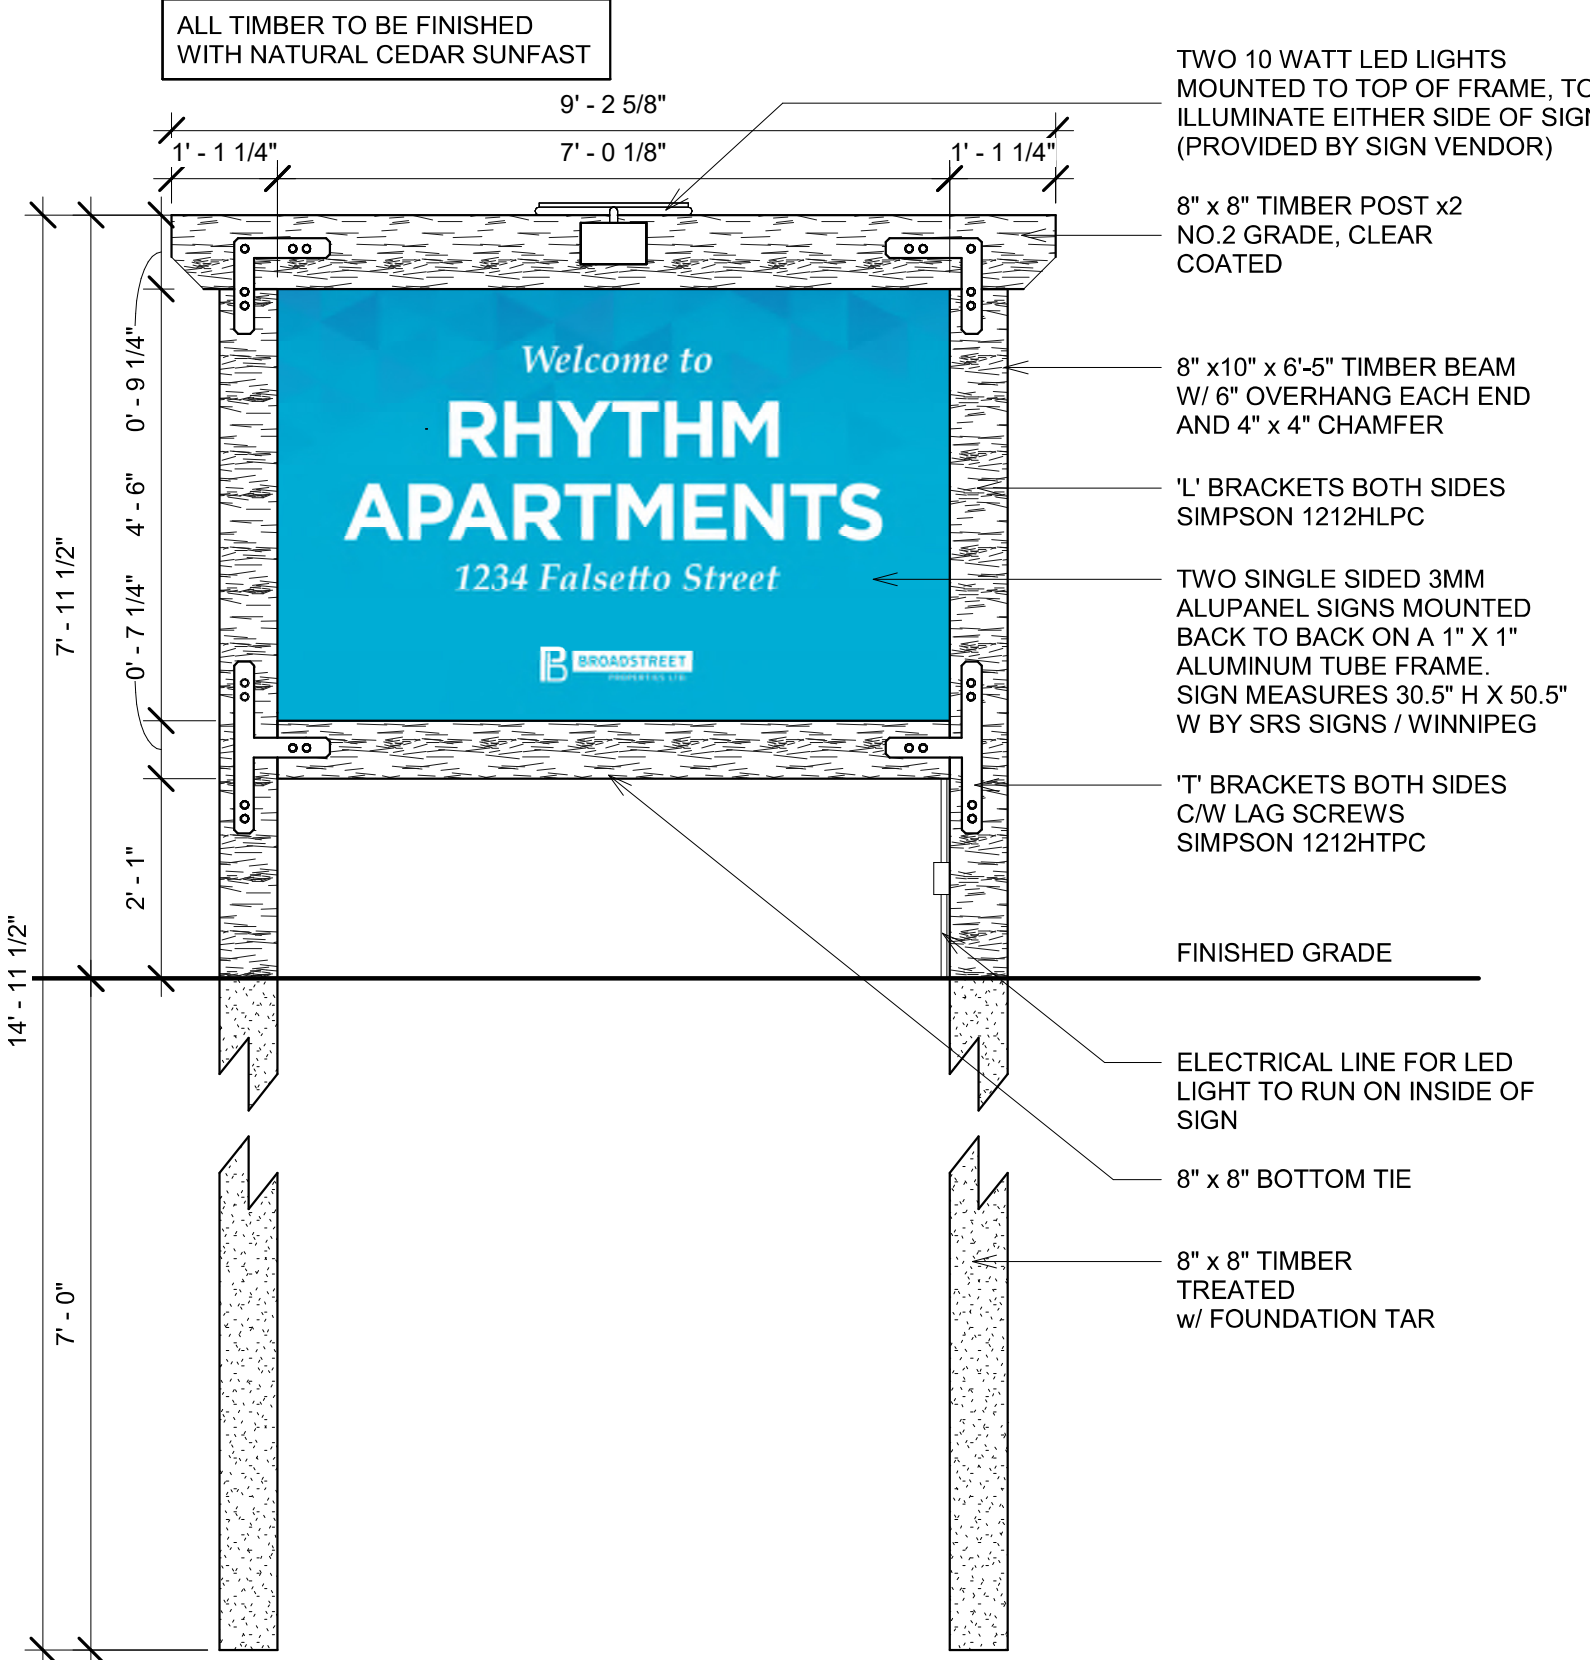 ALL TIMBER TO BE FINISHED
WITH NATURAL CEDAR SUNFAST
9' - 2 5/8"
1' - 1 1/4"
7' - 0 1/8"
1' - 1 1/4"
TWO 10 WATT LED LIGHTS
MOUNTED TO TOP OF FRAME, TO
ILLUMINATE EITHER SIDE OF SIGN
(PROVIDED BY SIGN VENDOR)
8" x 8" TIMBER POST x2
NO.2 GRADE, CLEAR
COATED
8" x10" x 6'-5" TIMBER BEAM
W/ 6" OVERHANG EACH END
AND 4" x 4" CHAMFER
'L' BRACKETS BOTH SIDES
SIMPSON 1212HLPC
TWO SINGLE SIDED 3MM
ALUPANEL SIGNS MOUNTED
BACK TO BACK ON A 1" X 1"
ALUMINUM TUBE FRAME.
SIGN MEASURES 30.5" H X 50.5"
W BY SRS SIGNS / WINNIPEG
'T' BRACKETS BOTH SIDES
C/W LAG SCREWS
SIMPSON 1212HTPC
FINISHED GRADE
ELECTRICAL LINE FOR LED
LIGHT TO RUN ON INSIDE OF
SIGN
8" x 8" BOTTOM TIE
8" x 8" TIMBER
TREATED
w/ FOUNDATION TAR
Welcome to
RHYTHM
APARTMENTS
1234 Falsetto Street
BROADSTREET
PROPERTIES LTD
0' - 9 1/4"
4' - 6"
0' - 7 1/4"
2' - 1"
7' - 11 1/2"
7' - 0"
14' - 11 1/2"